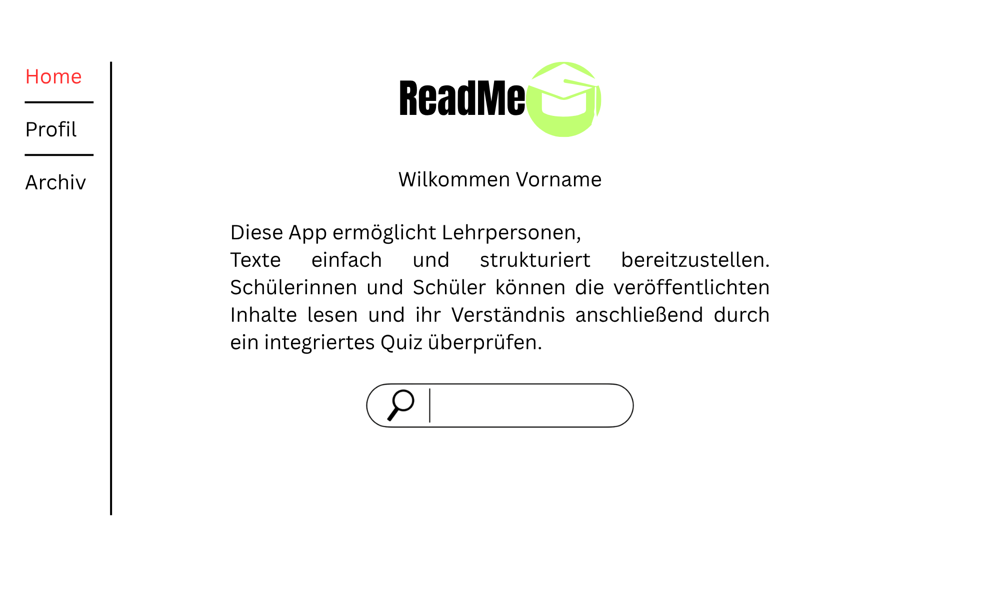 Home
Profil
Archiv
ReadMe
Wilkommen Vorname
Diese App ermöglicht Lehrpersonen,
Texte einfach und strukturiert bereitzustellen.
Schülerinnen und Schüler können die veröffentlichten
Inhalte lesen und ihr Verständnis anschließend durch
ein integriertes Quiz überprüfen.